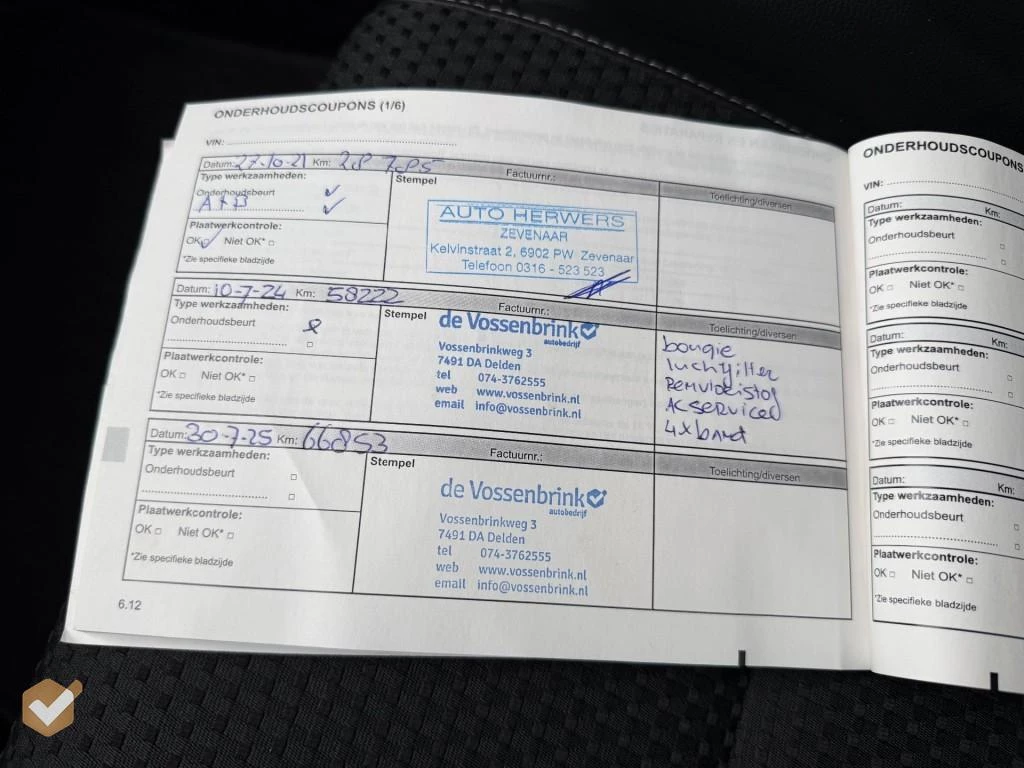 ONDERHOUDSCOUPONS (1/6)
VIN:
Datum: 27-10-21 Km: 28 785
Type werkzaamheden:
Onderhoudsbeurt ✓
A + B ✓
Plaatwerkcontrole:
OK ✓ Niet OK* □
*Zie specifieke bladzijde
Stempel
Factuurnr.:
AUTO HERWERS
ZEVENAAR
Kelvinstraat 2, 6902 PW Zevenaar
Telefoon 0316 - 523 523
Toelichting/diversen
Datum: 10-7-24 Km: 58222
Type werkzaamheden:
Onderhoudsbeurt
Plaatwerkcontrole:
OK □ Niet OK* □
*Zie specifieke bladzijde
Stempel
Factuurnr.:
de Vossenbrink
autobedrijf
Vossenbrinkweg 3
7491 DA Delden
tel 074-3762555
web www.vossenbrink.nl
email info@vossenbrink.nl
Toelichting/diversen
bougie
luchtfilter
Remvloeistof
AC service
4x band
Datum: 30-7-25 Km: 66853
Type werkzaamheden:
Onderhoudsbeurt □
□
Plaatwerkcontrole:
OK □ Niet OK* □
*Zie specifieke bladzijde
Stempel
Factuurnr.:
de Vossenbrink
autobedrijf
Vossenbrinkweg 3
7491 DA Delden
tel 074-3762555
web www.vossenbrink.nl
email info@vossenbrink.nl
Toelichting/diversen
6.12
ONDERHOUDSCOUPONS
VIN:
Datum: Km:
Type werkzaamheden:
Onderhoudsbeurt □
□
Plaatwerkcontrole:
OK □ Niet OK* □
*Zie specifieke bladzijde
Datum: Km:
Type werkzaamheden:
Onderhoudsbeurt □
□
Plaatwerkcontrole:
OK □ Niet OK* □
*Zie specifieke bladzijde
Datum: Km:
Type werkzaamheden:
Onderhoudsbeurt □
□
Plaatwerkcontrole:
OK □ Niet OK* □
*Zie specifieke bladzijde